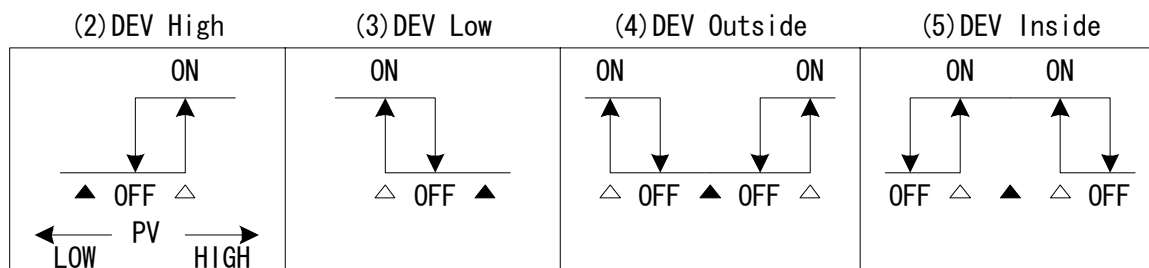 (2)DEV High
(3)DEV Low
(4)DEV Outside
(5)DEV Inside
ON
ON
ON
ON
ON
ON
OFF
OFF
OFF
OFF
OFF
OFF
PV
LOW
HIGH